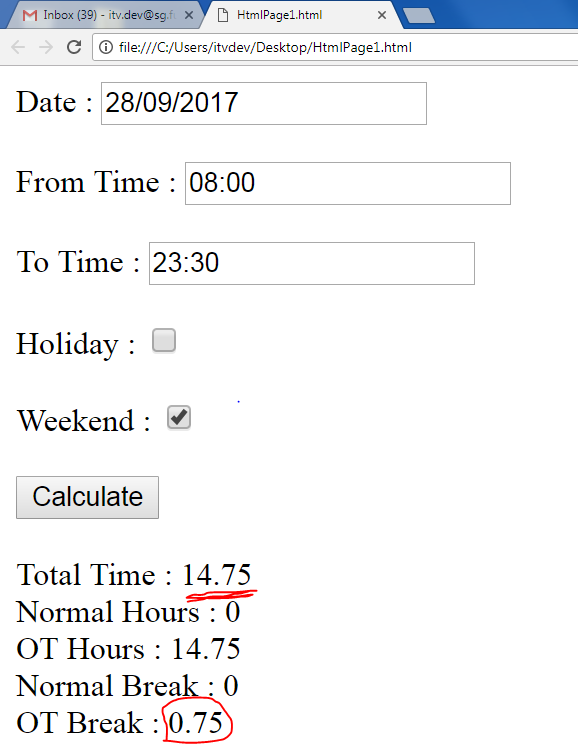 Inbox (39) - itv.dev@sg.fu
HtmlPage1.html
file:///C:/Users/itvdev/Desktop/HtmlPage1.html
Date : 28/09/2017
From Time : 08:00
To Time : 23:30
Holiday :
Weekend :
Calculate
Total Time : 14.75
Normal Hours : 0
OT Hours : 14.75
Normal Break : 0
OT Break : 0.75